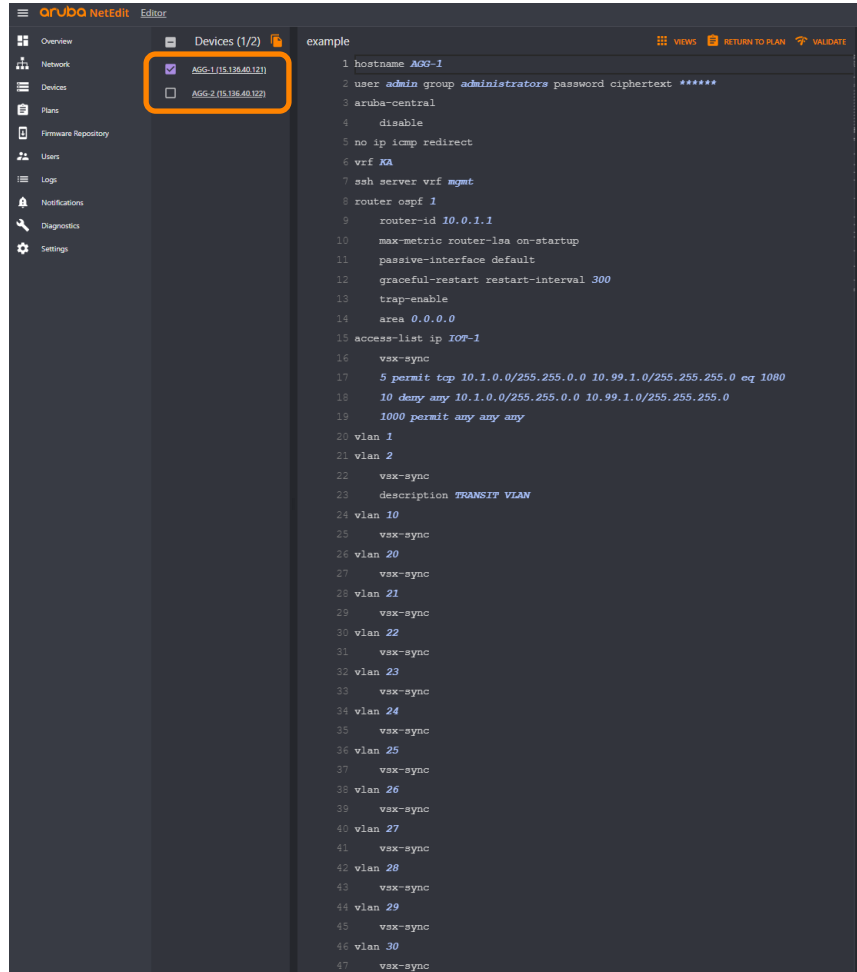 aruba NetEdit Editor
Overview
Network
Devices
Plans
Firmware Repository
Users
Logs
Notifications
Diagnostics
Settings
Devices (1/2)
AGG-1 (15.136.40.121)
AGG-2 (15.136.40.122)
example
VIEWS RETURN TO PLAN VALIDATE
1 hostname AGG-1
2 user admin group administrators password ciphertext ******
3 aruba-central
4 disable
5 no ip icmp redirect
6 vrf KA
7 ssh server vrf mgmt
8 router ospf 1
9 router-id 10.0.1.1
10 max-metric router-lsa on-startup
11 passive-interface default
12 graceful-restart restart-interval 300
13 trap-enable
14 area 0.0.0.0
15 access-list ip IOT-1
16 vsx-sync
17 5 permit tcp 10.1.0.0/255.255.0.0 10.99.1.0/255.255.255.0 eq 1080
18 10 deny any 10.1.0.0/255.255.0.0 10.99.1.0/255.255.255.0
19 1000 permit any any any
20 vlan 1
21 vlan 2
22 vsx-sync
23 description TRANSIT VLAN
24 vlan 10
25 vsx-sync
26 vlan 20
27 vsx-sync
28 vlan 21
29 vsx-sync
30 vlan 22
31 vsx-sync
32 vlan 23
33 vsx-sync
34 vlan 24
35 vsx-sync
36 vlan 25
37 vsx-sync
38 vlan 26
39 vsx-sync
40 vlan 27
41 vsx-sync
42 vlan 28
43 vsx-sync
44 vlan 29
45 vsx-sync
46 vlan 30
47 vsx-sync